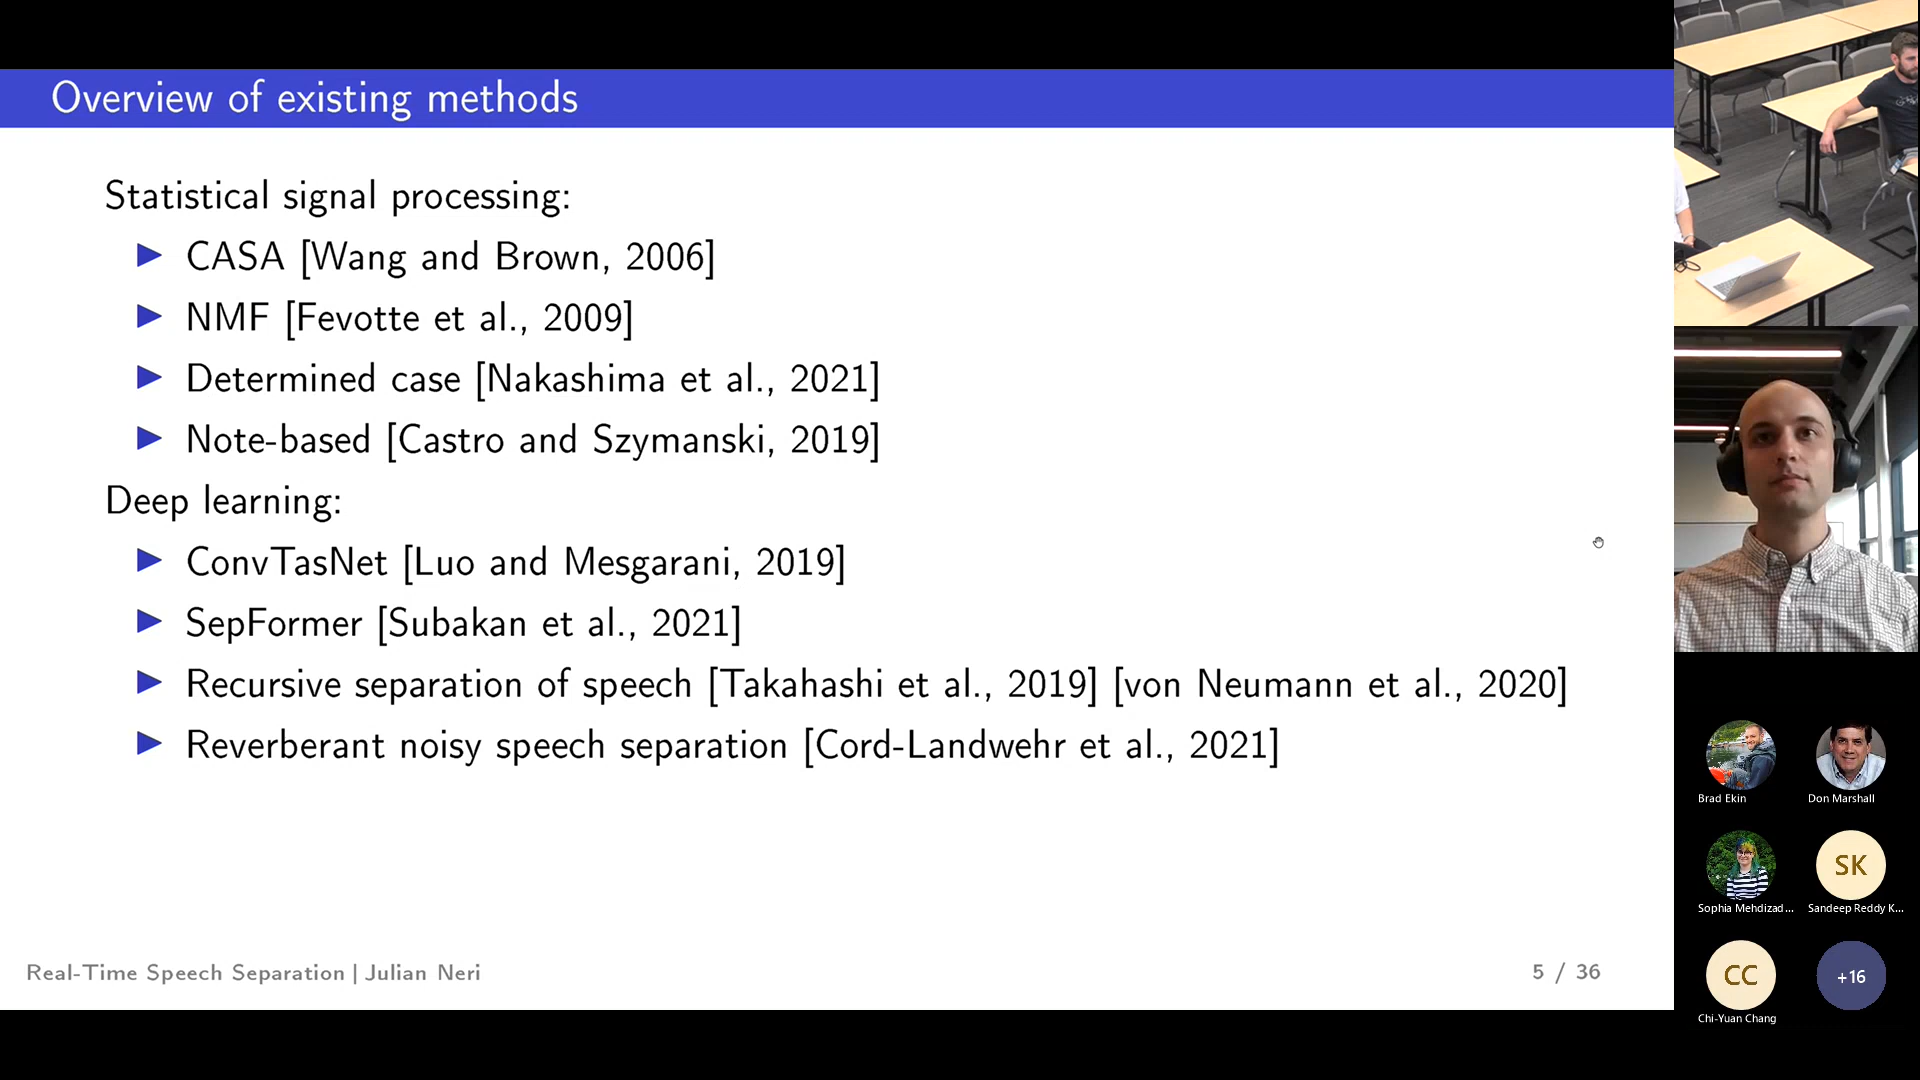 Overview of existing methods
Statistical signal processing:
CASA [Wang and Brown, 2006]
NMF [Fevotte et al., 2009]
Determined case [Nakashima et al., 2021]
Note-based [Castro and Szymanski, 2019]
Deep learning:
ConvTasNet [Luo and Mesgarani, 2019]
SepFormer [Subakan et al., 2021]
Recursive separation of speech [Takahashi et al., 2019] [von Neumann et al., 2020]
Reverberant noisy speech separation [Cord-Landwehr et al., 2021]
Real-Time Speech Separation | Julian Neri
5 / 36
Brad Ekin
Don Marshall
Sophia Mehdizad...
SK
Sandeep Reddy K...
CC
Chi-Yuan Chang
+16